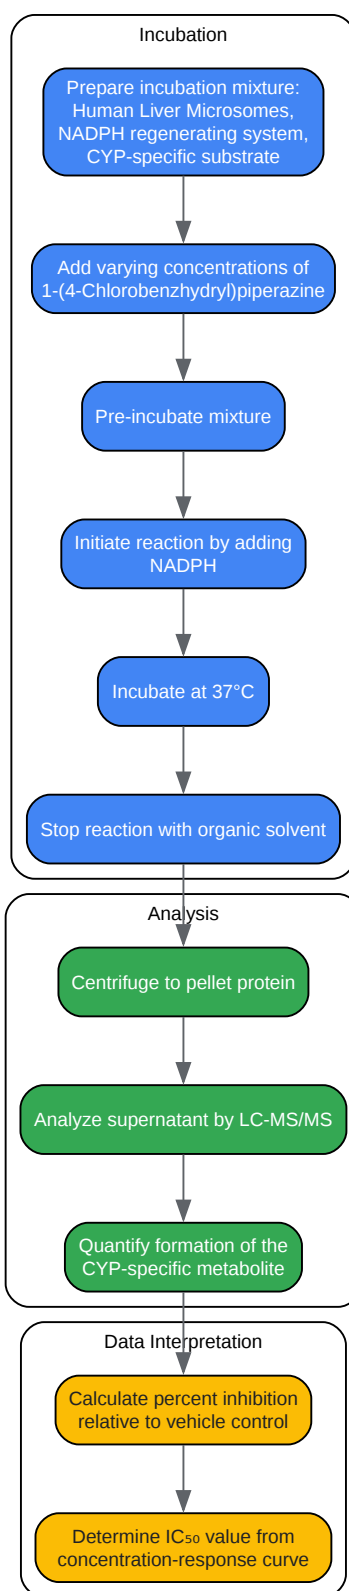 Incubation
Prepare incubation mixture:
Human Liver Microsomes,
NADPH regenerating system,
CYP-specific substrate
Add varying concentrations of
1-(4-Chlorobenzhydryl)piperazine
Pre-incubate mixture
Initiate reaction by adding
NADPH
Incubate at 37°C
Stop reaction with organic solvent
Analysis
Centrifuge to pellet protein
Analyze supernatant by LC-MS/MS
Quantify formation of the
CYP-specific metabolite
Data Interpretation
Calculate percent inhibition
relative to vehicle control
Determine IC₅₀ value from
concentration-response curve